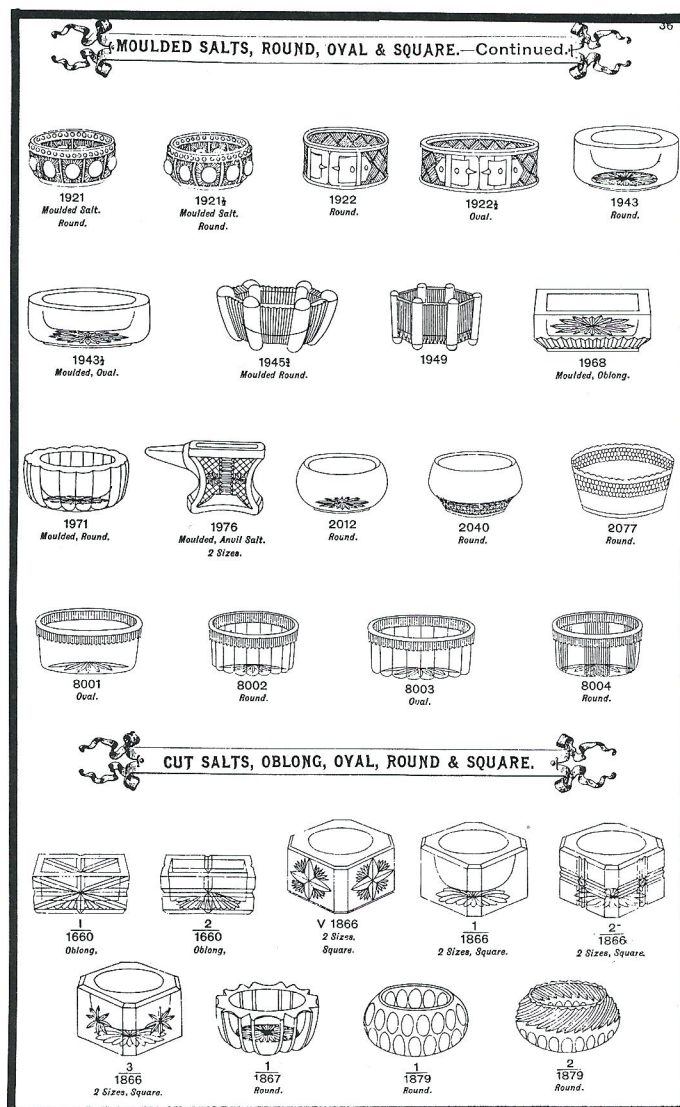 36
MOULDED SALTS, ROUND, OVAL & SQUARE.—Continued.
1921
Moulded Salt.
Round.
1921½
Moulded Salt.
Round.
1922
Round.
1922½
Oval.
1943
Round.
1943½
Moulded, Oval.
1945¾
Moulded Round.
1949
1968
Moulded, Oblong.
1971
Moulded, Round.
1976
Moulded, Anvil Salt.
2 Sizes.
2012
Round.
2040
Round.
2077
Round.
8001
Oval.
8002
Round.
8003
Oval.
8004
Round.
CUT SALTS, OBLONG, OVAL, ROUND & SQUARE.
1
1660
Oblong,
2
1660
Oblong,
V 1866
2 Sizes,
Square.
1
1866
2 Sizes, Square.
2
1866
2 Sizes, Square.
3
1866
2 Sizes, Square.
1
1867
Round.
1
1879
Round.
2
1879
Round.